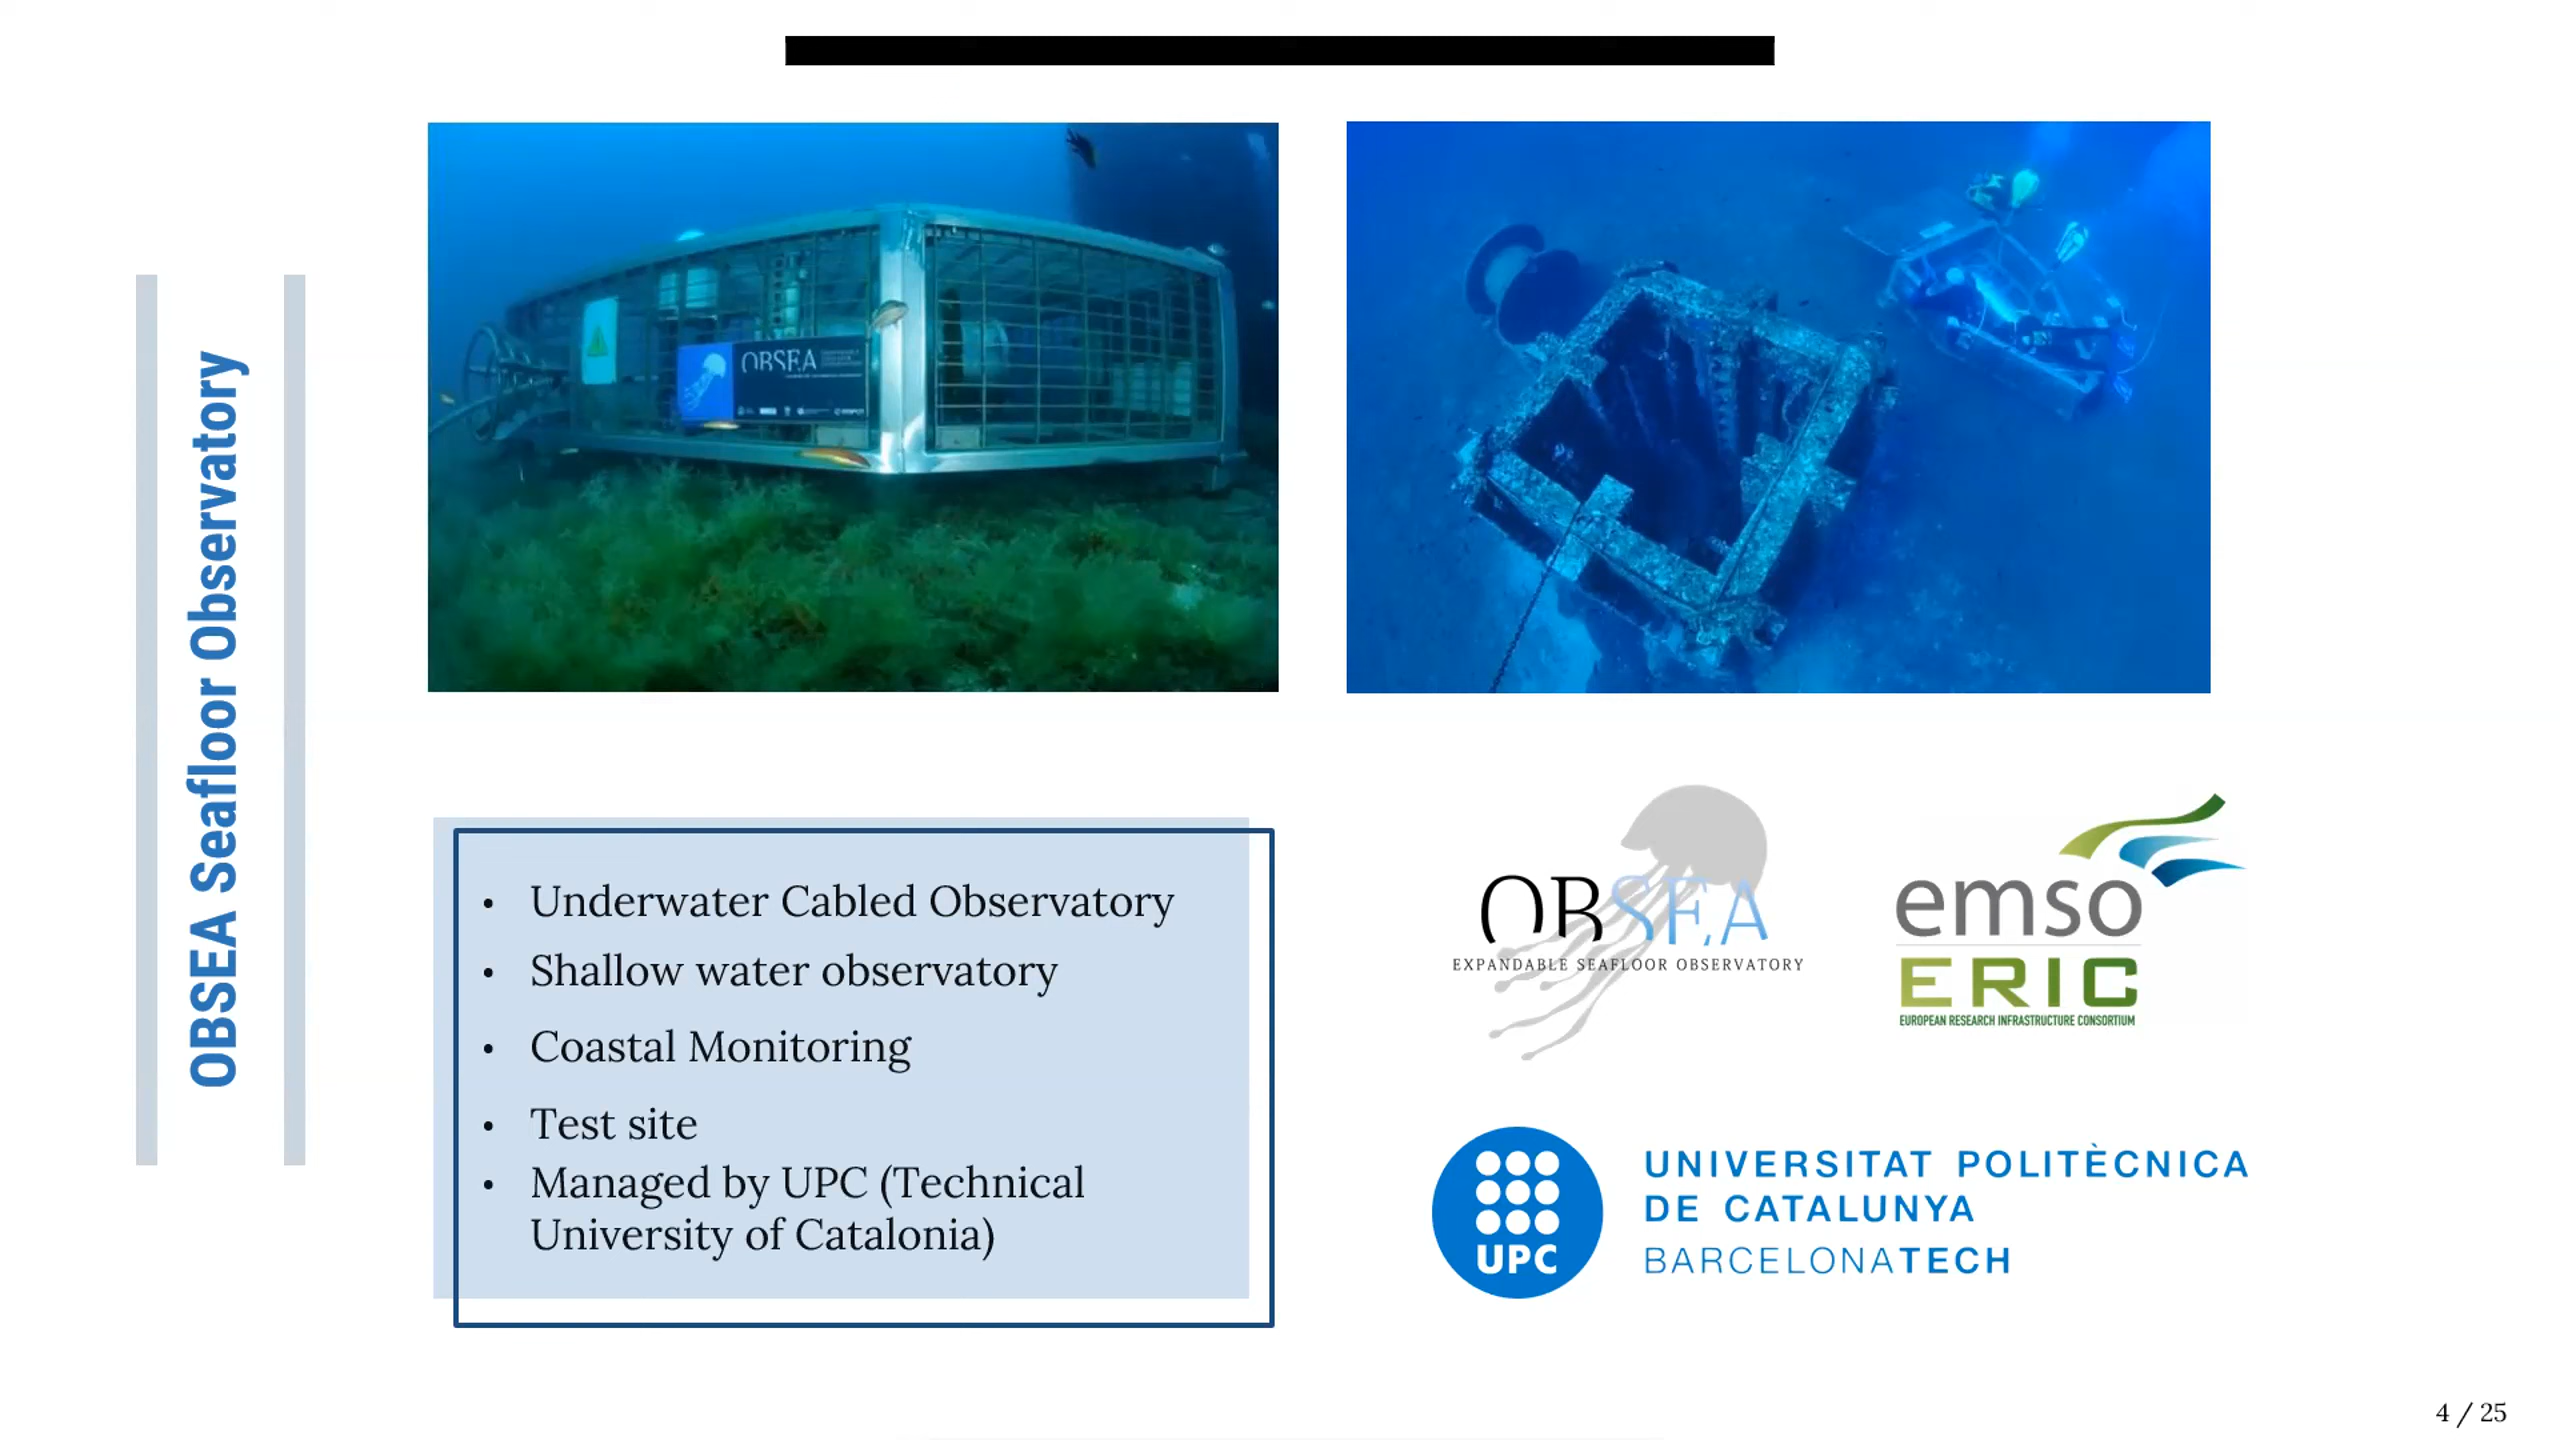 OBSEA Seafloor Observatory
OBSEA
• Underwater Cabled Observatory
• Shallow water observatory
• Coastal Monitoring
• Test site
• Managed by UPC (Technical
University of Catalonia)
OBSEA
EXPANDABLE SEAFLOOR OBSERVATORY
emso
ERIC
EUROPEAN RESEARCH INFRASTRUCTURE CONSORTIUM
UPC
UNIVERSITAT POLITÈCNICA
DE CATALUNYA
BARCELONATECH
4 / 25